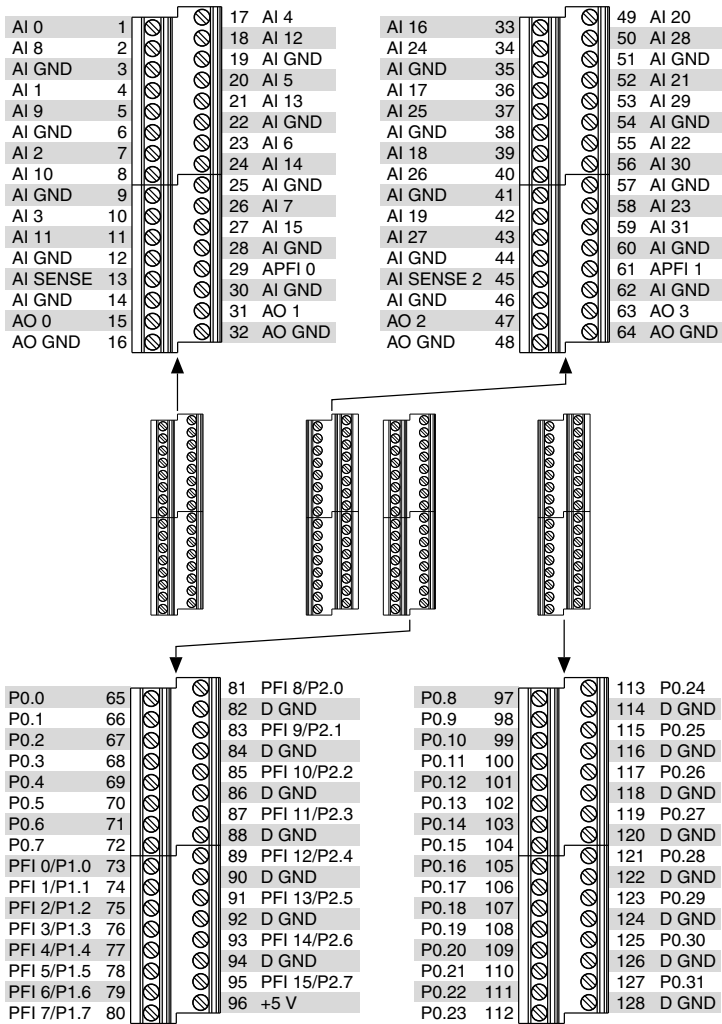 AI 0 1
AI 8 2
AI GND 3
AI 1 4
AI 9 5
AI GND 6
AI 2 7
AI 10 8
AI GND 9
AI 3 10
AI 11 11
AI GND 12
AI SENSE 13
AI GND 14
AO 0 15
AO GND 16
17 AI 4
18 AI 12
19 AI GND
20 AI 5
21 AI 13
22 AI GND
23 AI 6
24 AI 14
25 AI GND
26 AI 7
27 AI 15
28 AI GND
29 APFI 0
30 AI GND
31 AO 1
32 AO GND
AI 16 33
AI 24 34
AI GND 35
AI 17 36
AI 25 37
AI GND 38
AI 18 39
AI 26 40
AI GND 41
AI 19 42
AI 27 43
AI GND 44
AI SENSE 2 45
AI GND 46
AO 2 47
AO GND 48
49 AI 20
50 AI 28
51 AI GND
52 AI 21
53 AI 29
54 AI GND
55 AI 22
56 AI 30
57 AI GND
58 AI 23
59 AI 31
60 AI GND
61 APFI 1
62 AI GND
63 AO 3
64 AO GND
P0.0 65
P0.1 66
P0.2 67
P0.3 68
P0.4 69
P0.5 70
P0.6 71
P0.7 72
PFI 0/P1.0 73
PFI 1/P1.1 74
PFI 2/P1.2 75
PFI 3/P1.3 76
PFI 4/P1.4 77
PFI 5/P1.5 78
PFI 6/P1.6 79
PFI 7/P1.7 80
81 PFI 8/P2.0
82 D GND
83 PFI 9/P2.1
84 D GND
85 PFI 10/P2.2
86 D GND
87 PFI 11/P2.3
88 D GND
89 PFI 12/P2.4
90 D GND
91 PFI 13/P2.5
92 D GND
93 PFI 14/P2.6
94 D GND
95 PFI 15/P2.7
96 +5 V
P0.8 97
P0.9 98
P0.10 99
P0.11 100
P0.12 101
P0.13 102
P0.14 103
P0.15 104
P0.16 105
P0.17 106
P0.18 107
P0.19 108
P0.20 109
P0.21 110
P0.22 111
P0.23 112
113 P0.24
114 D GND
115 P0.25
116 D GND
117 P0.26
118 D GND
119 P0.27
120 D GND
121 P0.28
122 D GND
123 P0.29
124 D GND
125 P0.30
126 D GND
127 P0.31
128 D GND